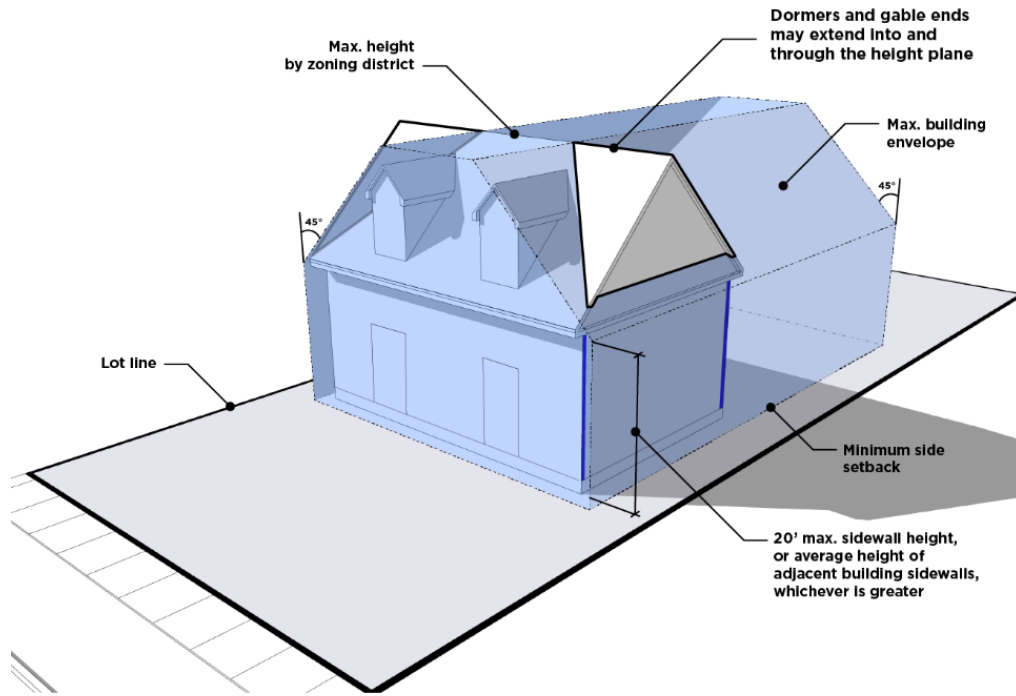 Dormers and gable ends
may extend into and
through the height plane
Max. height
by zoning district
Max. building
envelope
45°
45°
Lot line
Minimum side
setback
20' max. sidewall height,
or average height of
adjacent building sidewalls,
whichever is greater